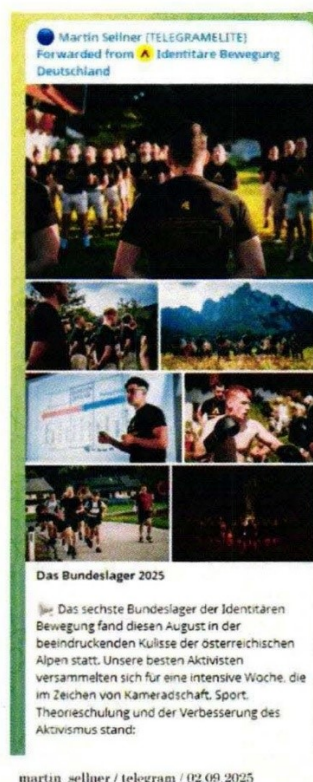 Martin Sellner [TELEGRAMELITE]
Forwarded from Identitäre Bewegung
Deutschland
Das Bundeslager 2025
Das sechste Bundeslager der Identitären
Bewegung fand diesen August in der
beeindruckenden Kulisse der österreichischen
Alpen statt. Unsere besten Aktivisten
versammelten sich für eine intensive Woche, die
im Zeichen von Kameradschaft, Sport,
Theorieschulung und der Verbesserung des
Aktivismus stand:
martin_sellner / telegram / 02.09.2025